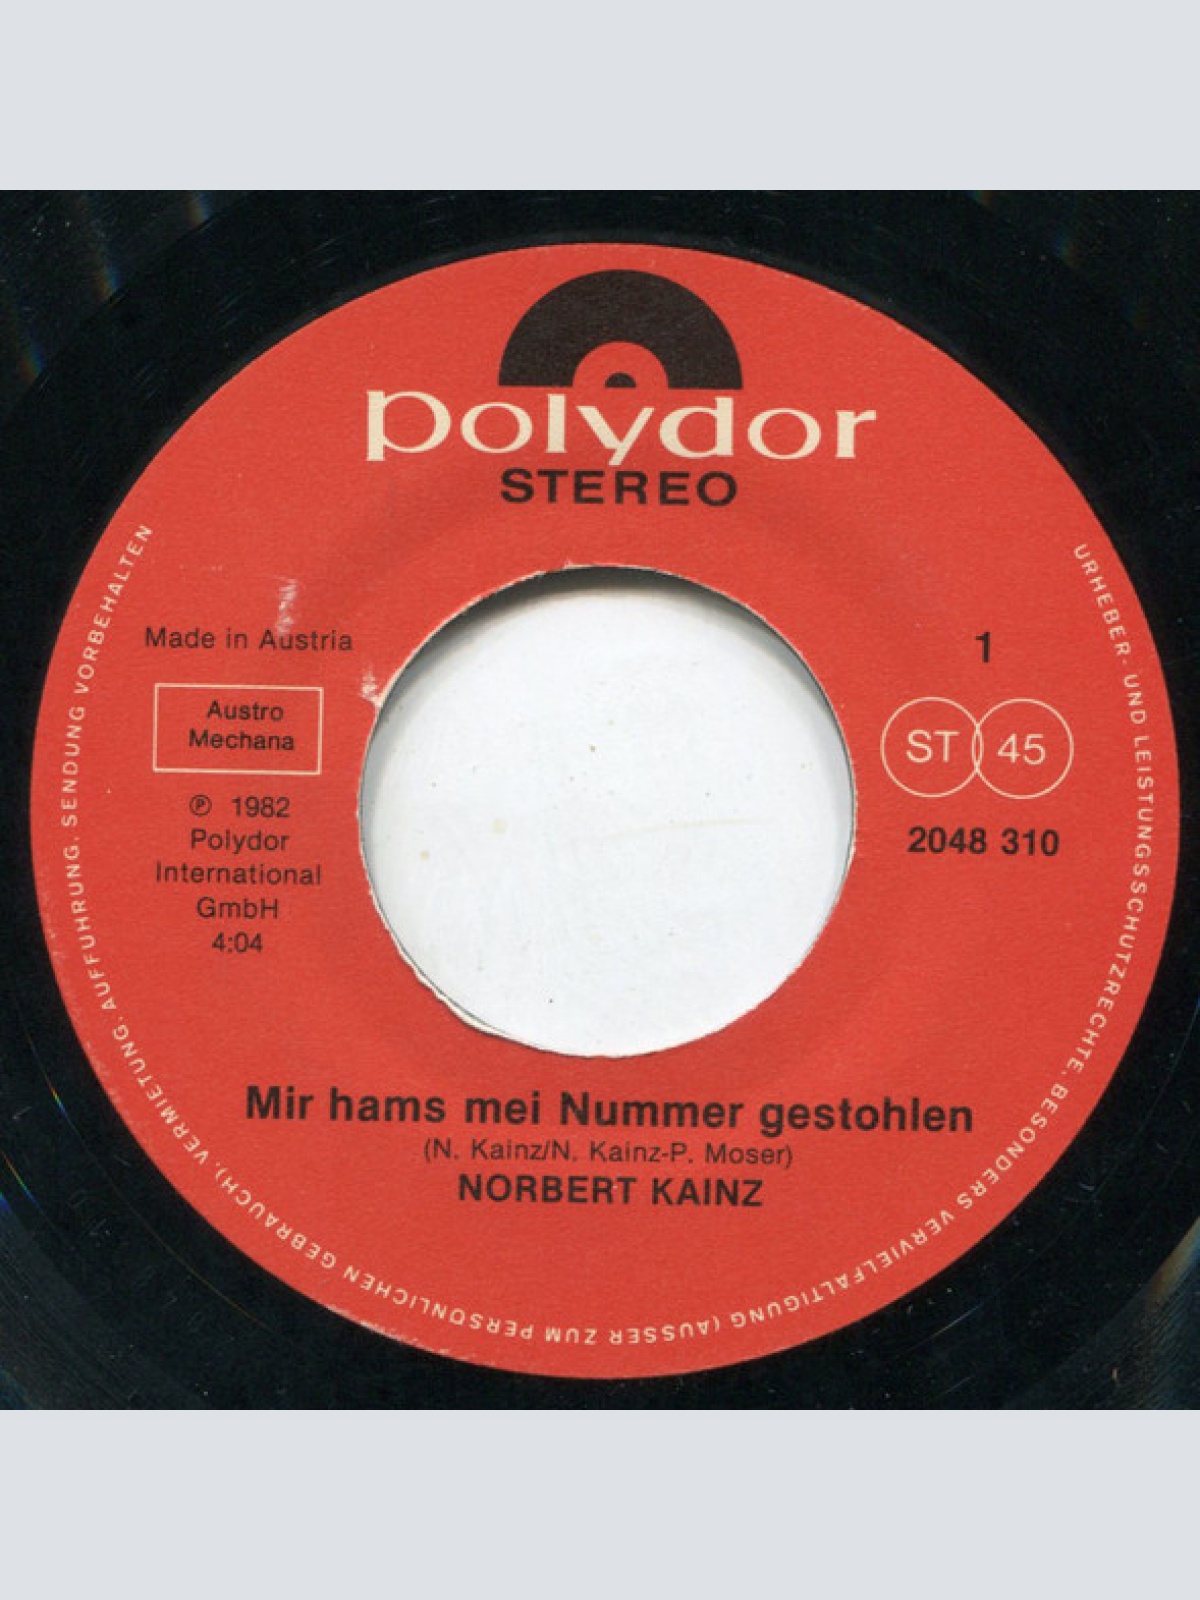 polydor
STEREO
Made in Austria
Austro
Mechana
℗ 1982
Polydor
International
GmbH
4:04
1
ST 45
2048 310
Mir hams mei Nummer gestohlen
(N. Kainz/N. Kainz-P. Moser)
NORBERT KAINZ
URHEBER- UND LEISTUNGSSCHUTZRECHTE, BESONDERS VERVIELFÄLTIGUNG (AUSSER ZUM PERSÖNLICHEN GEBRAUCH), VERMIETUNG, AUFFÜHRUNG, SENDUNG VORBEHALTEN